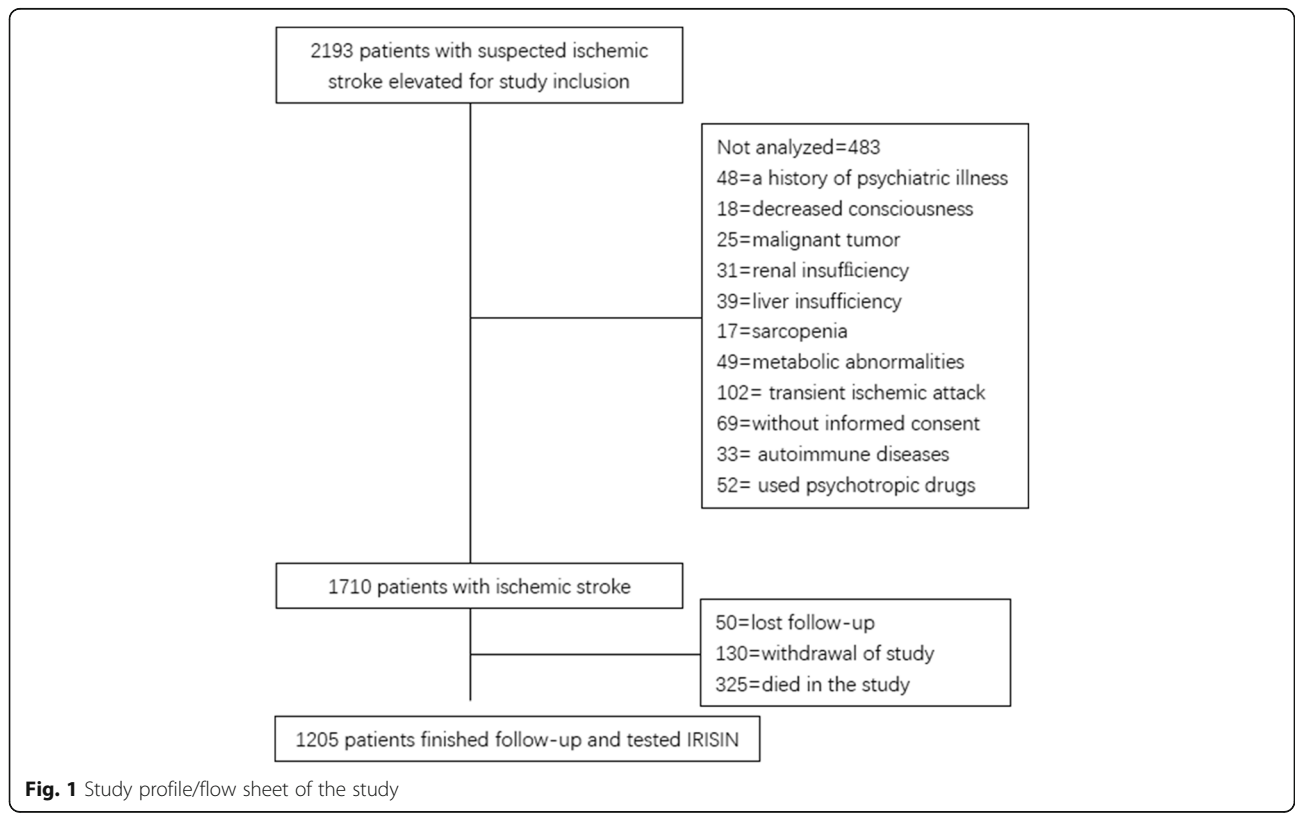 2193 patients with suspected ischemic
stroke elevated for study inclusion
Not analyzed=483
48=a history of psychiatric illness
18=decreased consciousness
25=malignant tumor
31=renal insufficiency
39=liver insufficiency
17=sarcopenia
49=metabolic abnormalities
102= transient ischemic attack
69=without informed consent
33= autoimmune diseases
52= used psychotropic drugs
1710 patients with ischemic stroke
50=lost follow-up
130=withdrawal of study
325=died in the study
1205 patients finished follow-up and tested IRISIN
Fig. 1 Study profile/flow sheet of the study